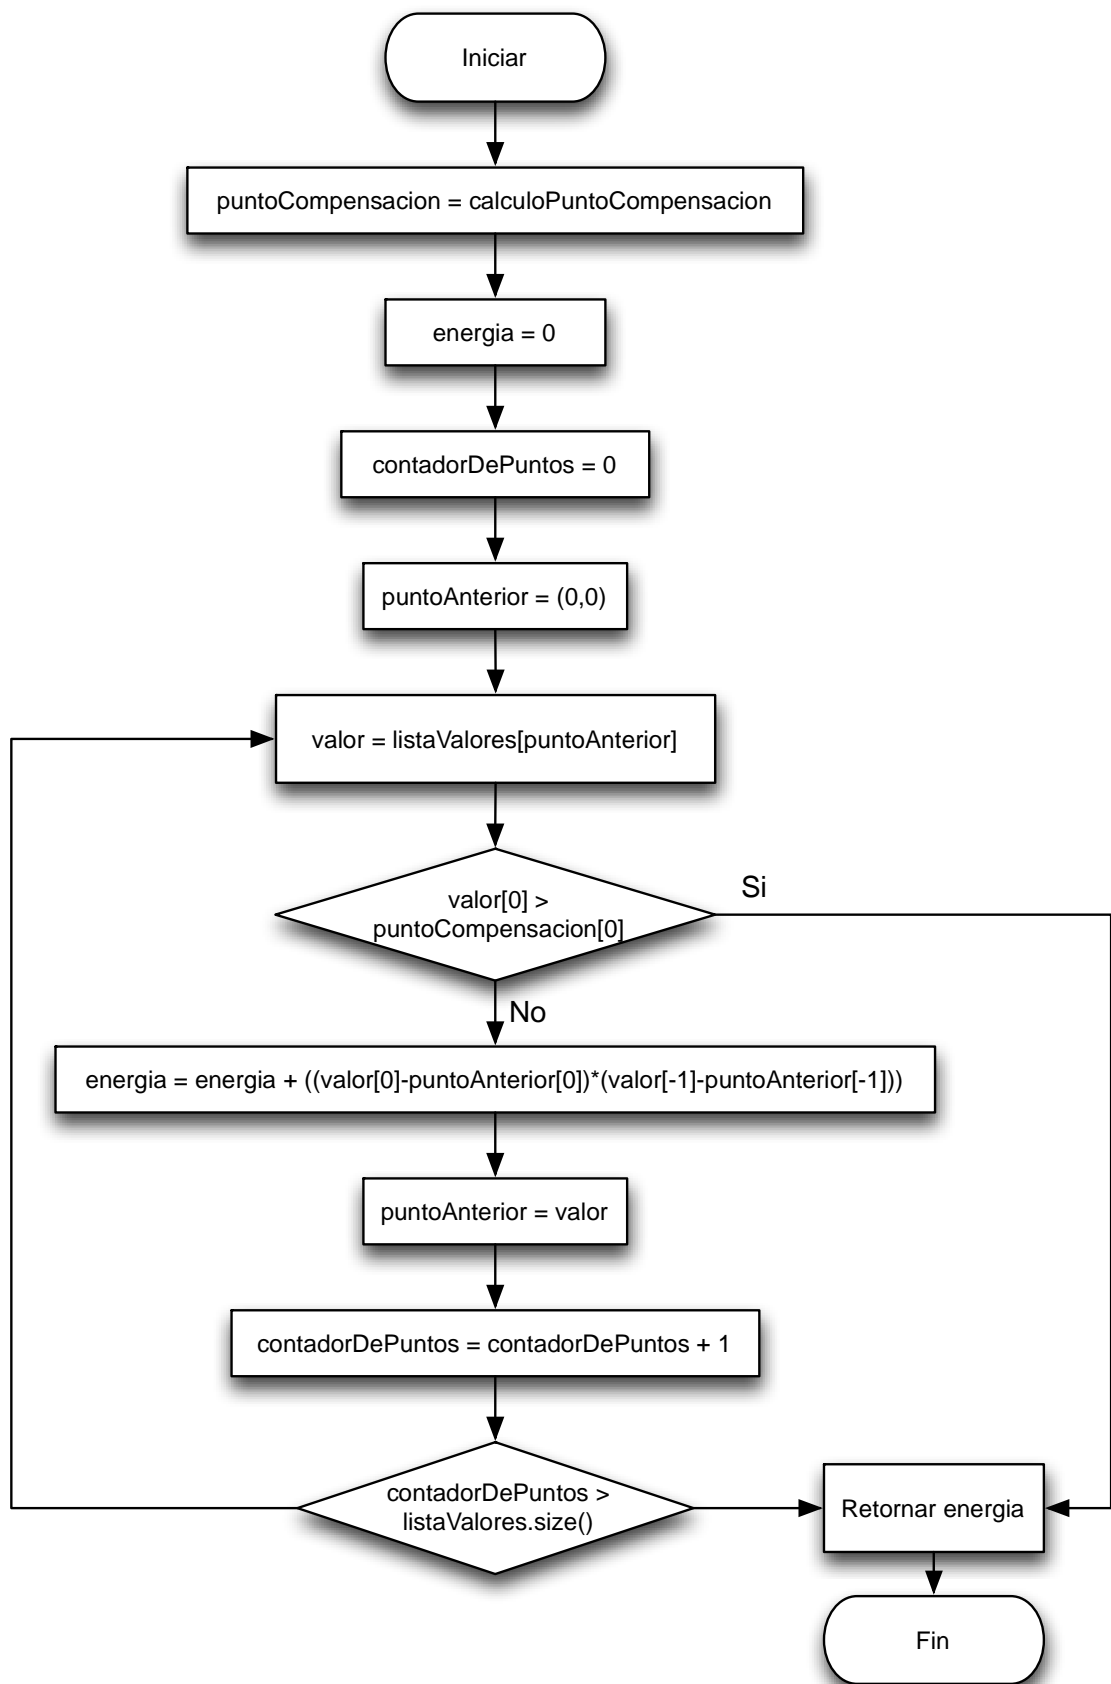 Iniciar
puntoCompensacion = calculoPuntoCompensacion
energia = 0
contadorDePuntos = 0
puntoAnterior = (0,0)
valor = listaValores[puntoAnterior]
valor[0] >
puntoCompensacion[0]
Si
No
energia = energia + ((valor[0]-puntoAnterior[0])*(valor[-1]-puntoAnterior[-1]))
puntoAnterior = valor
contadorDePuntos = contadorDePuntos + 1
contadorDePuntos >
listaValores.size()
Retornar energia
Fin